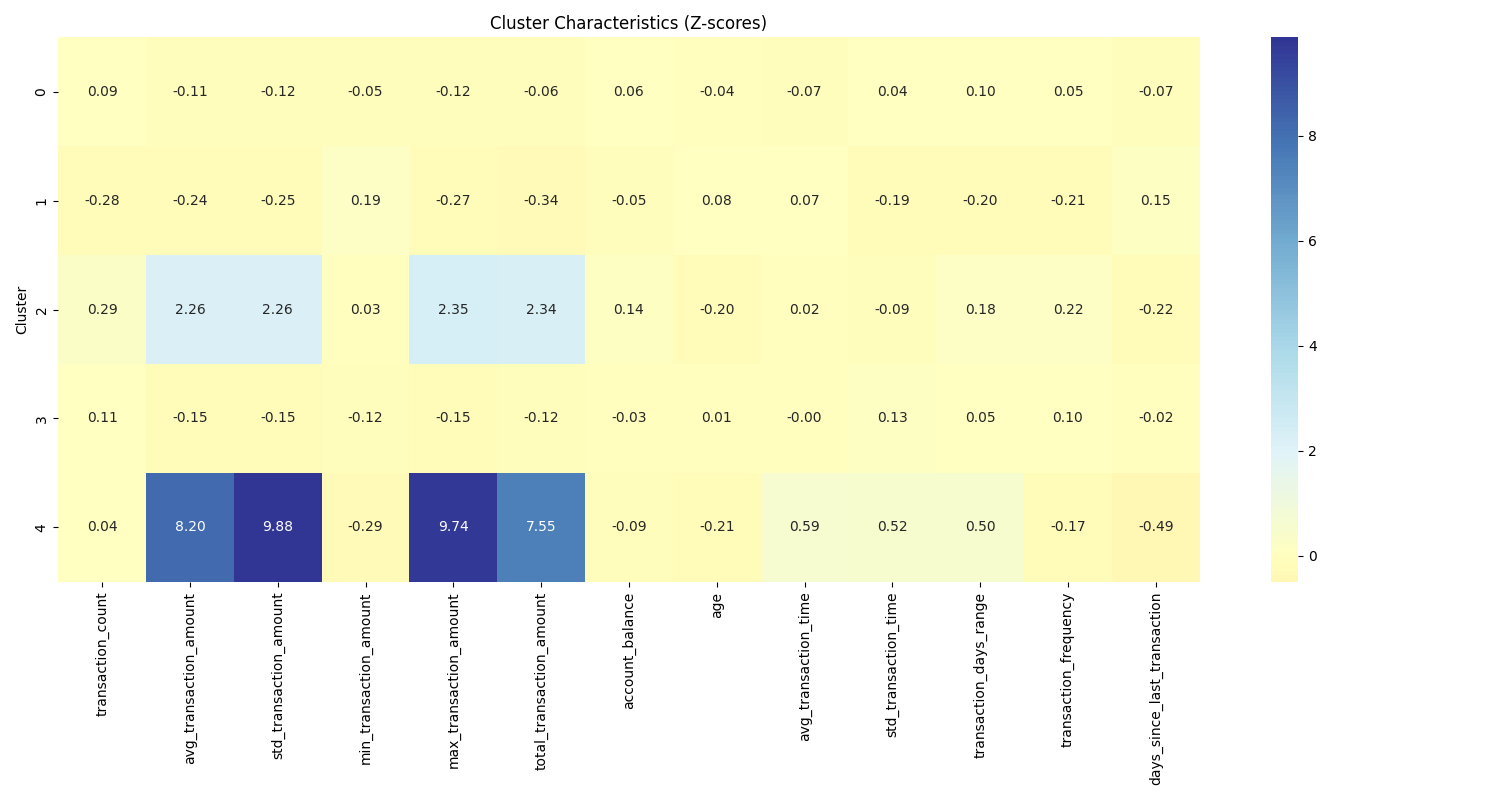 Cluster Characteristics (Z-scores)
0 0.09 -0.11 -0.12 -0.05 -0.12 -0.06 0.06 -0.04 -0.07 0.04 0.10 0.05 -0.07
1 -0.28 -0.24 -0.25 0.19 -0.27 -0.34 -0.05 0.08 0.07 -0.19 -0.20 -0.21 0.15
2 0.29 2.26 2.26 0.03 2.35 2.34 0.14 -0.20 0.02 -0.09 0.18 0.22 -0.22
3 0.11 -0.15 -0.15 -0.12 -0.15 -0.12 -0.03 0.01 -0.00 0.13 0.05 0.10 -0.02
4 0.04 8.20 9.88 -0.29 9.74 7.55 -0.09 -0.21 0.59 0.52 0.50 -0.17 -0.49
Cluster
transaction_count
avg_transaction_amount
std_transaction_amount
min_transaction_amount
max_transaction_amount
total_transaction_amount
account_balance
age
avg_transaction_time
std_transaction_time
transaction_days_range
transaction_frequency
days_since_last_transaction
8
6
4
2
0